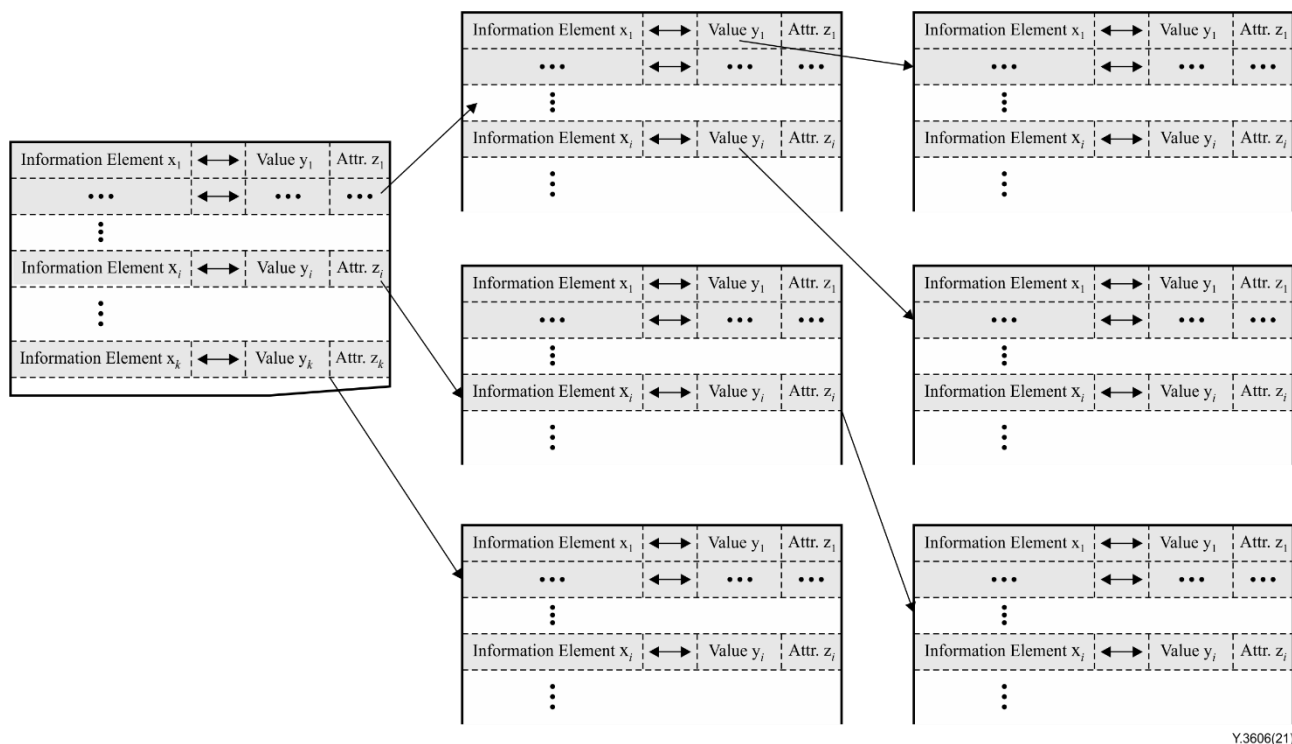 Information Element x₁ ↔ Value y₁ Attr. z₁
••• ↔ ••• •••
⋮
Information Element xᵢ ↔ Value yᵢ Attr. zᵢ
⋮
Information Element xₖ ↔ Value yₖ Attr. zₖ
Information Element x₁ ↔ Value y₁ Attr. z₁
••• ↔ ••• •••
⋮
Information Element xᵢ ↔ Value yᵢ Attr. zᵢ
⋮
Information Element x₁ ↔ Value y₁ Attr. z₁
••• ↔ ••• •••
⋮
Information Element xᵢ ↔ Value yᵢ Attr. zᵢ
⋮
Information Element x₁ ↔ Value y₁ Attr. z₁
••• ↔ ••• •••
⋮
Information Element xᵢ ↔ Value yᵢ Attr. zᵢ
⋮
Information Element x₁ ↔ Value y₁ Attr. z₁
••• ↔ ••• •••
⋮
Information Element xᵢ ↔ Value yᵢ Attr. zᵢ
⋮
Information Element x₁ ↔ Value y₁ Attr. z₁
••• ↔ ••• •••
⋮
Information Element xᵢ ↔ Value yᵢ Attr. zᵢ
⋮
Information Element x₁ ↔ Value y₁ Attr. z₁
••• ↔ ••• •••
⋮
Information Element xᵢ ↔ Value yᵢ Attr. zᵢ
⋮
Y.3606(21)